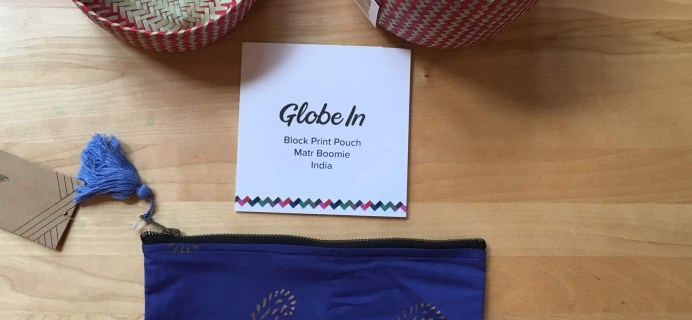 GlobeIn
Block Print Pouch
Matr Boomie
India